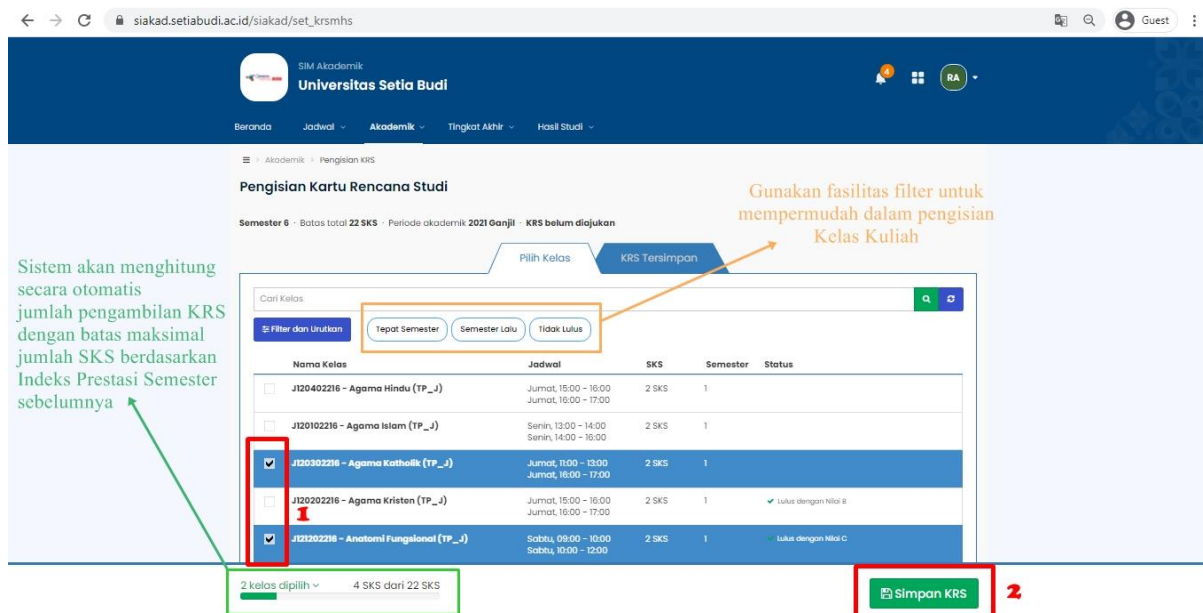 siakad.setiabudi.ac.id/siakad/set_krsmhs
Guest
SIM Akademik
Universitas Setia Budi
4
RA
Beranda Jadwal Akademik Tingkat Akhir Hasil Studi
Akademik > Pengisian KRS
Pengisian Kartu Rencana Studi
Semester 6 · Batas total 22 SKS · Periode akademik 2021 Ganjil · KRS belum diajukan
Gunakan fasilitas filter untuk
mempermudah dalam pengisian
Kelas Kuliah
Pilih Kelas KRS Tersimpan
Sistem akan menghitung
secara otomatis
jumlah pengambilan KRS
dengan batas maksimal
jumlah SKS berdasarkan
Indeks Prestasi Semester
sebelumnya
Cari Kelas
Filter dan Urutkan Tepat Semester Semester Lalu Tidak Lulus
Nama Kelas Jadwal SKS Semester Status
J120402216 - Agama Hindu (TP_J) Jumat, 15:00 - 16:00 2 SKS 1
Jumat, 16:00 - 17:00
J120102216 - Agama Islam (TP_J) Senin, 13:00 - 14:00 2 SKS 1
Senin, 14:00 - 16:00
J120302216 - Agama Katholik (TP_J) Jumat, 11:00 - 13:00 2 SKS 1
Jumat, 16:00 - 17:00
J120202216 - Agama Kristen (TP_J) Jumat, 15:00 - 16:00 2 SKS 1 Lulus dengan Nilai B
Jumat, 16:00 - 17:00
1
J121202216 - Anatomi Fungsional (TP_J) Sabtu, 09:00 - 10:00 2 SKS 1 Lulus dengan Nilai C
Sabtu, 10:00 - 12:00
2 kelas dipilih 4 SKS dari 22 SKS
Simpan KRS 2